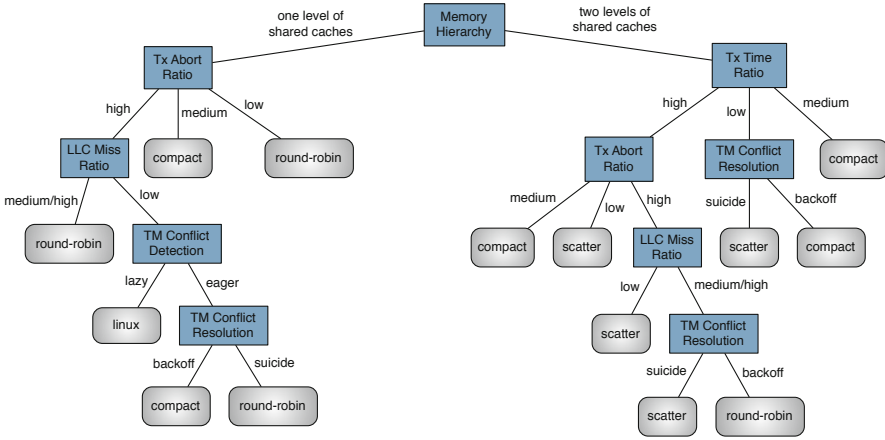 one level of
shared caches
Memory
Hierarchy
two levels of
shared caches
Tx Abort
Ratio
Tx Time
Ratio
high
medium
low
high
low
medium
LLC Miss
Ratio
compact
round-robin
Tx Abort
Ratio
TM Conflict
Resolution
compact
medium/high
low
medium
low
high
suicide
backoff
round-robin
TM Conflict
Detection
compact
scatter
LLC Miss
Ratio
scatter
compact
lazy
eager
low
medium/high
linux
TM Conflict
Resolution
scatter
TM Conflict
Resolution
backoff
suicide
suicide
backoff
compact
round-robin
scatter
round-robin